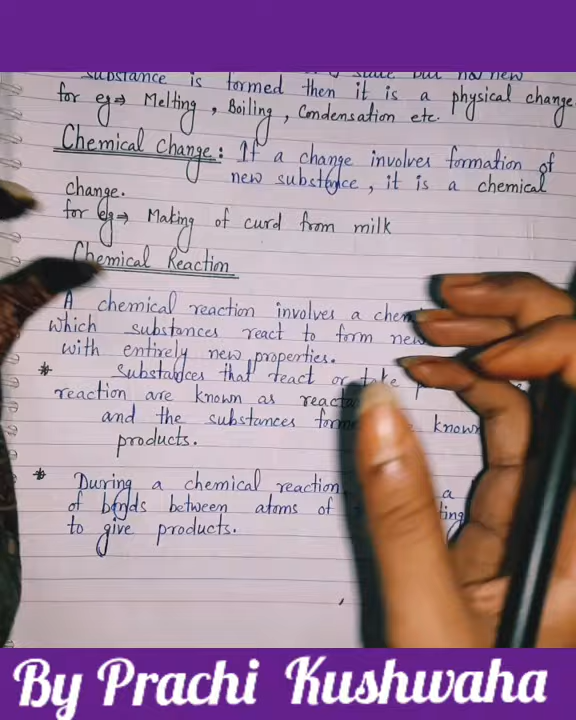 substance is formed then it is a physical change
for eg⇒ Melting, Boiling, Condensation etc.
Chemical Change: If a change involves formation of
new substance, it is a chemical
change.
for eg⇒ Making of curd from milk
Chemical Reaction
A chemical reaction involves a
which substances react to form new
with entirely new properties.
* Substances that react or take
reaction are known as
and the substances known
products.
* During a chemical reaction a
of bonds between atoms of
to give products.
By Prachi Kushwaha